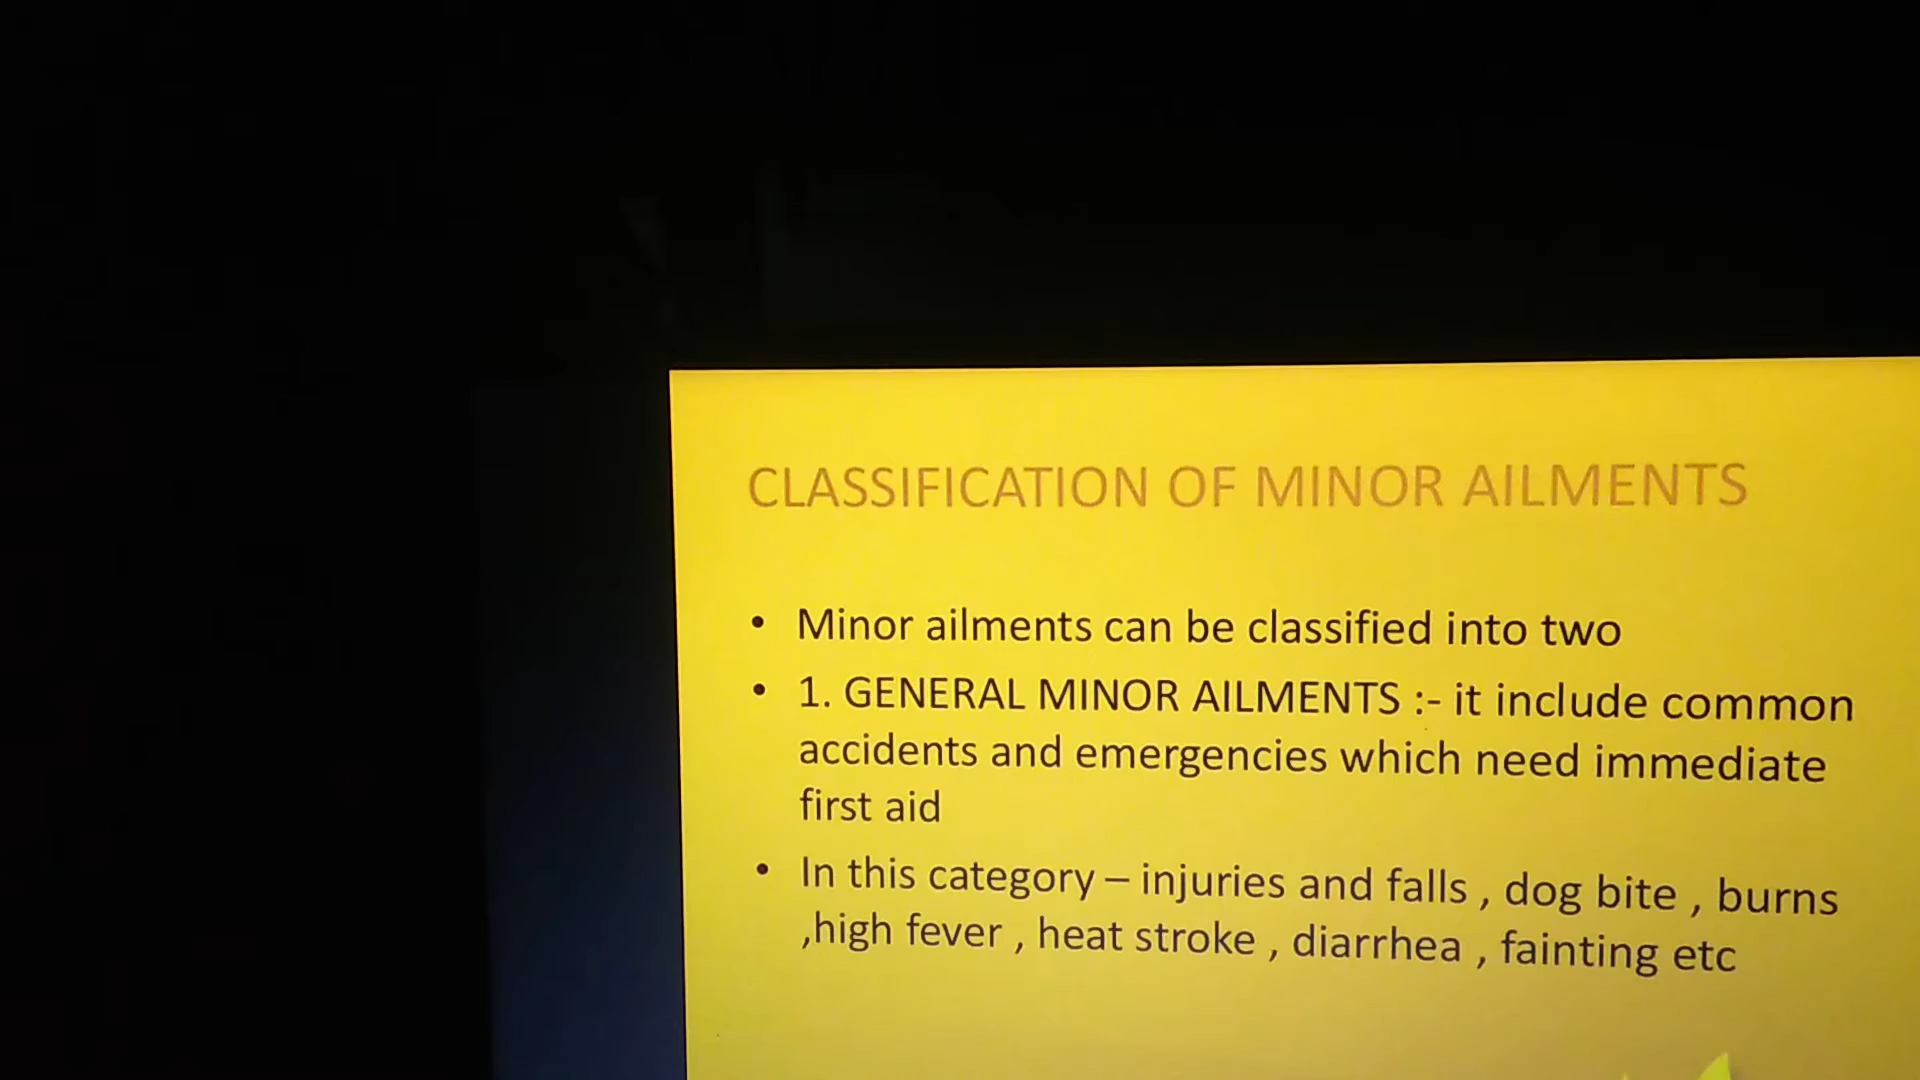 CLASSIFICATION OF MINOR AILMENTS
• Minor ailments can be classified into two
• 1. GENERAL MINOR AILMENTS :- it include common
accidents and emergencies which need immediate
first aid
• In this category – injuries and falls , dog bite , burns
,high fever , heat stroke , diarrhea , fainting etc